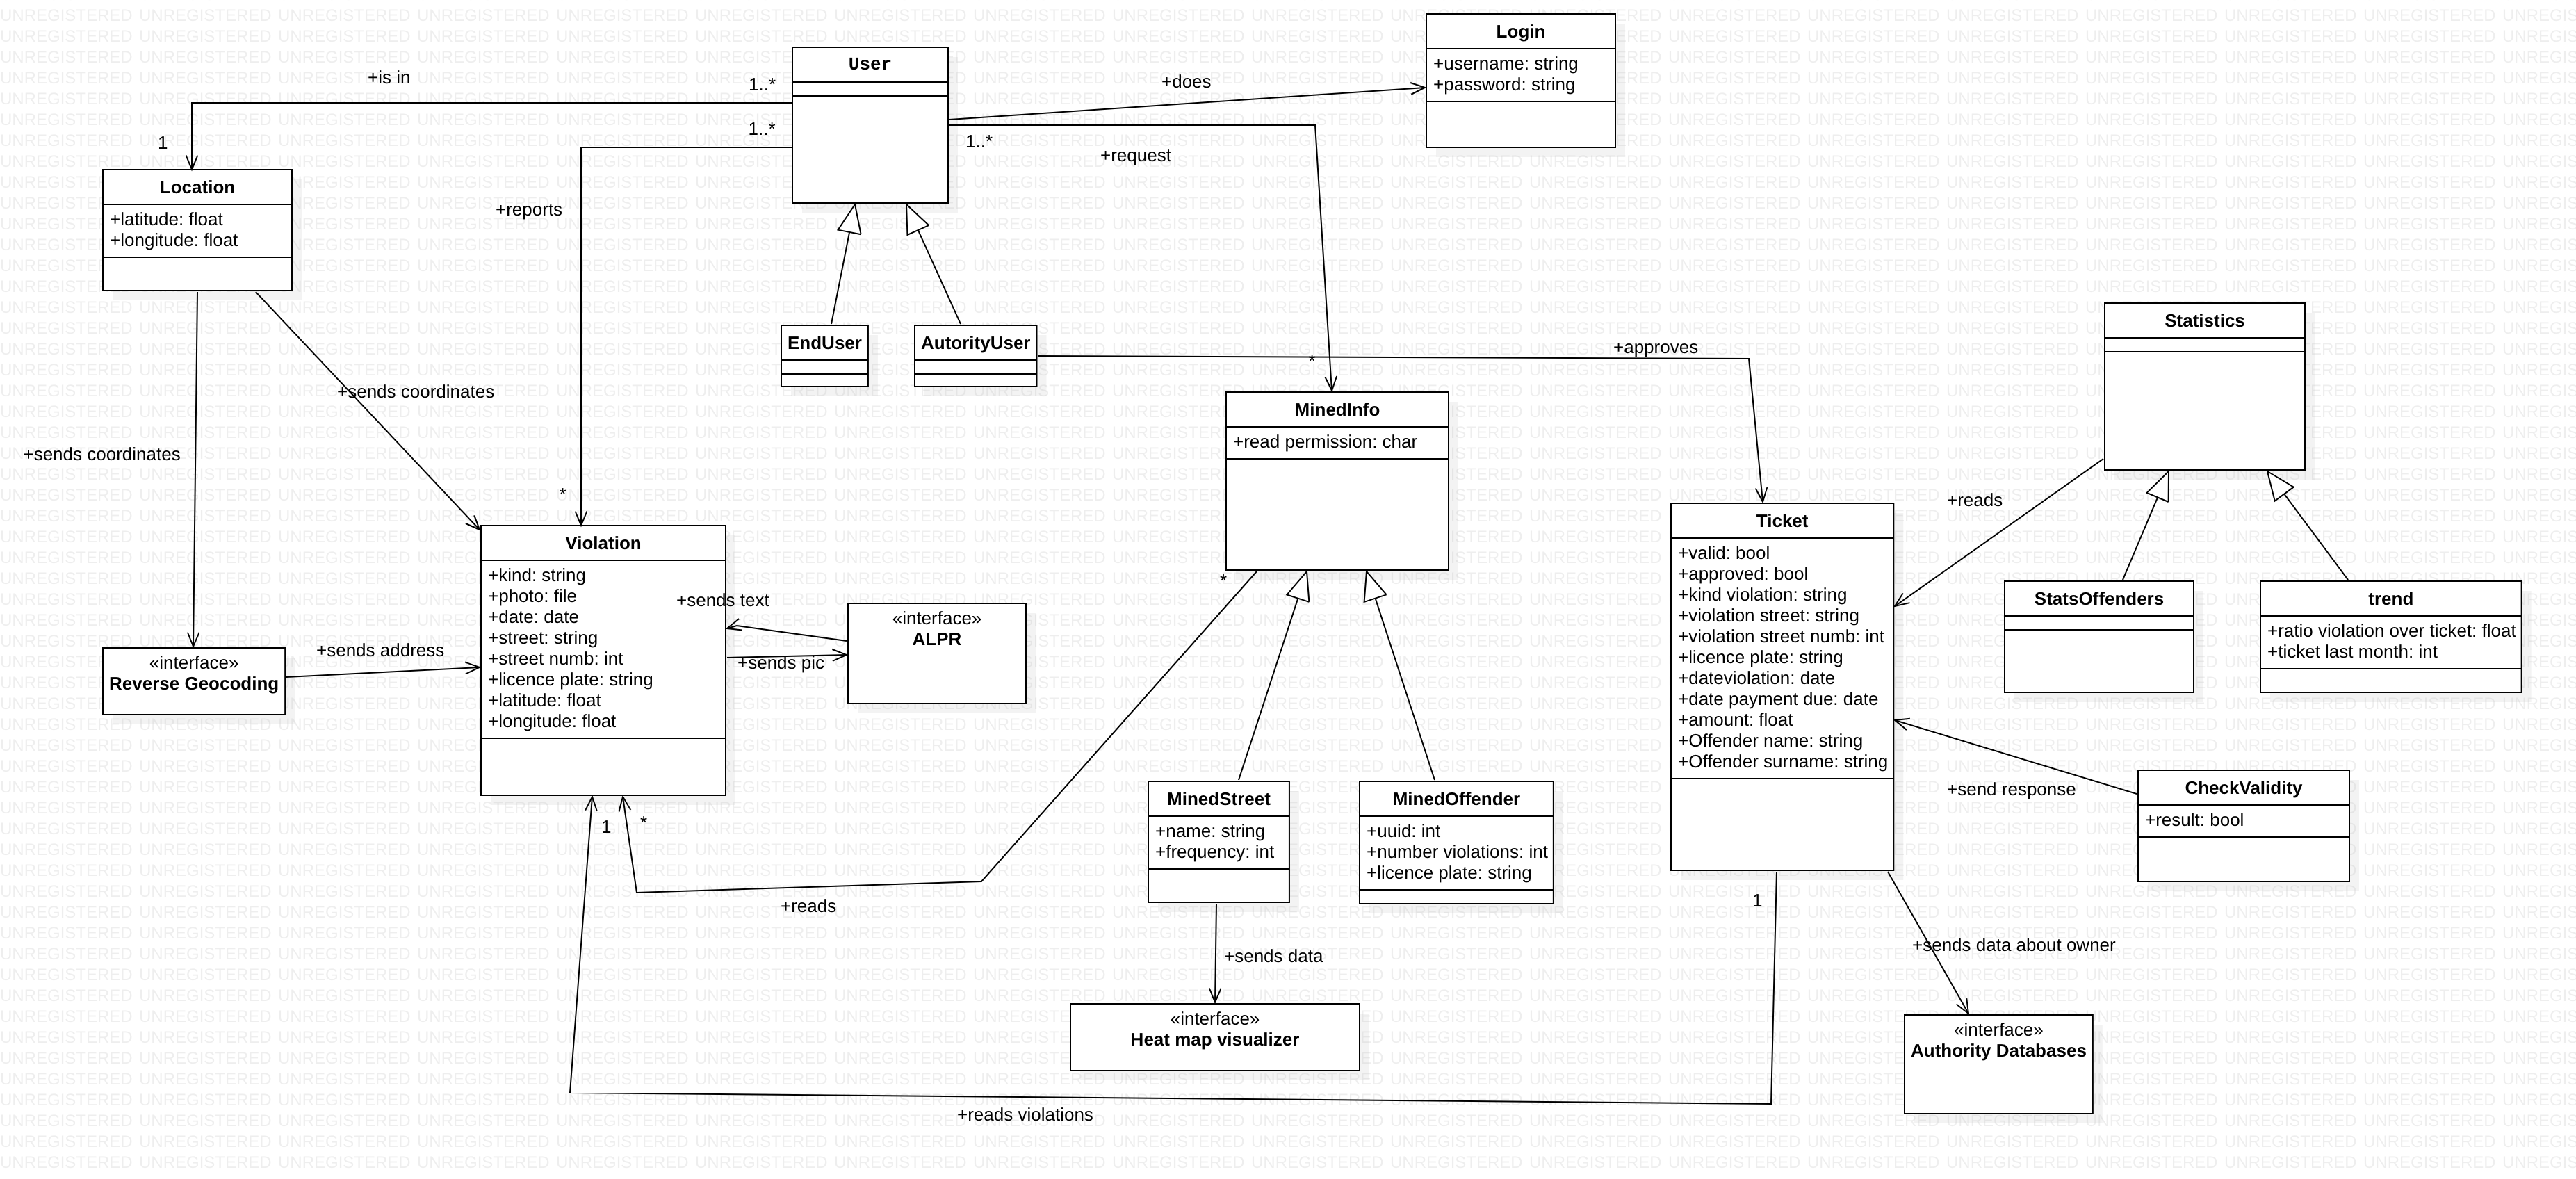 Login
+username: string
+password: string
User
1..*
+is in
+does
1
1..*
1..*
+request
Location
+latitude: float
+longitude: float
+reports
EndUser
AutorityUser
+approves
*
Statistics
MinedInfo
+read permission: char
+sends coordinates
+sends coordinates
*
+reads
Violation
+kind: string
+photo: file
+date: date
+street: string
+street numb: int
+licence plate: string
+latitude: float
+longitude: float
Ticket
+valid: bool
+approved: bool
+kind violation: string
+violation street: string
+violation street numb: int
+licence plate: string
+dateviolation: date
+date payment due: date
+amount: float
+Offender name: string
+Offender surname: string
*
+sends text
«interface»
ALPR
+sends pic
StatsOffenders
trend
+ratio violation over ticket: float
+ticket last month: int
«interface»
Reverse Geocoding
+sends address
MinedStreet
+name: string
+frequency: int
MinedOffender
+uuid: int
+number violations: int
+licence plate: string
+send response
CheckValidity
+result: bool
1
*
+reads
1
+sends data
+sends data about owner
«interface»
Heat map visualizer
«interface»
Authority Databases
+reads violations
UNREGISTERED